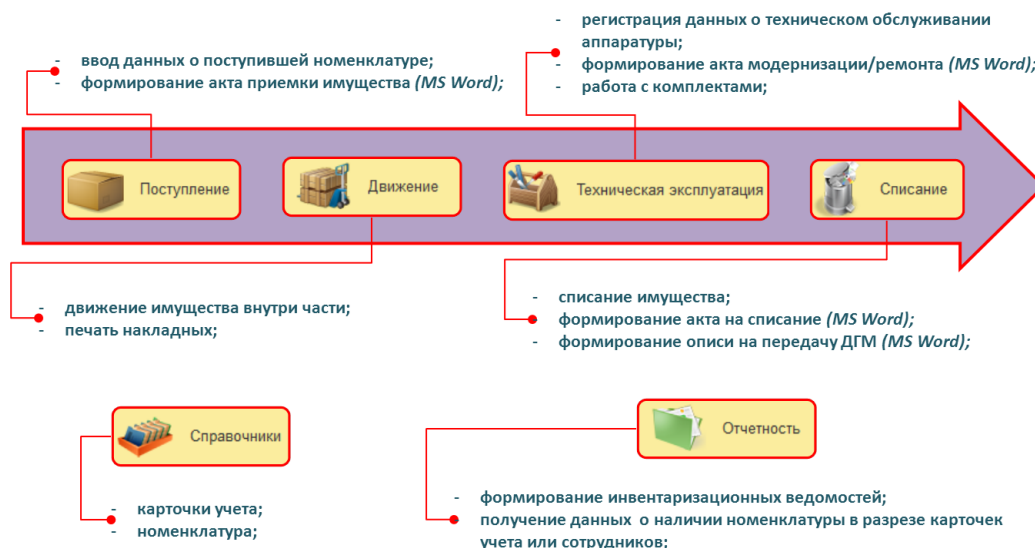 - ввод данных о поступившей номенклатуре;
- формирование акта приемки имущества (MS Word);
- регистрация данных о техническом обслуживании
аппаратуры;
- формирование акта модернизации/ремонта (MS Word);
- работа с комплектами;
Поступление
Движение
Техническая эксплуатация
Списание
- движение имущества внутри части;
- печать накладных;
- списание имущества;
- формирование акта на списание (MS Word);
- формирование описи на передачу ДГМ (MS Word);
Справочники
- карточки учета;
- номенклатура;
Отчетность
- формирование инвентаризационных ведомостей;
- получение данных о наличии номенклатуры в разрезе карточек
учета или сотрудников;